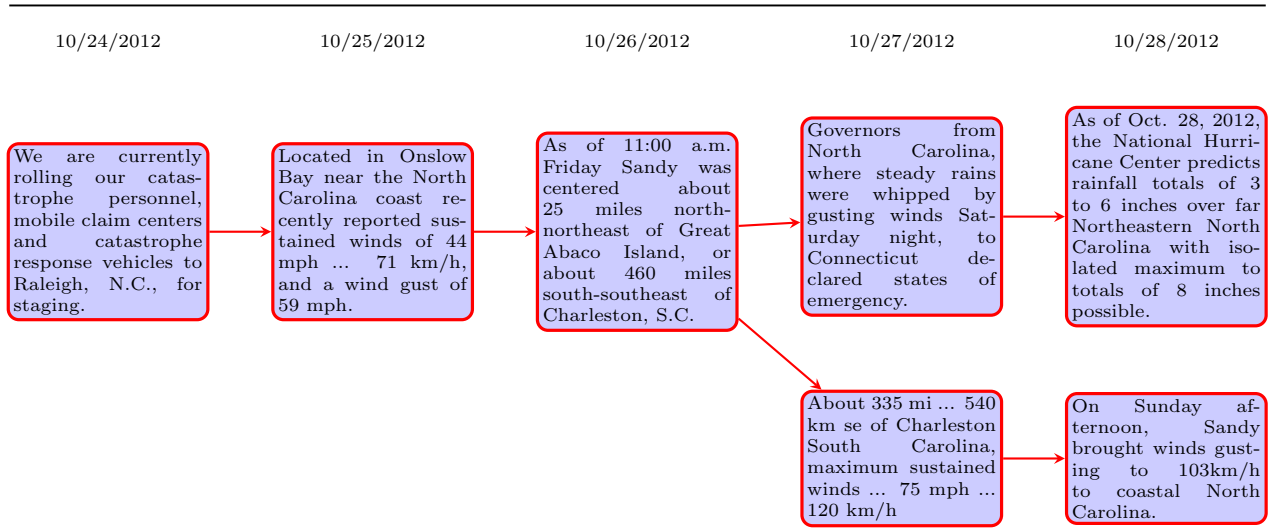 10/24/2012
10/25/2012
10/26/2012
10/27/2012
10/28/2012
We are currently
rolling our catas-
trophe personnel,
mobile claim centers
and catastrophe
response vehicles to
Raleigh, N.C., for
staging.
Located in Onslow
Bay near the North
Carolina coast re-
cently reported sus-
tained winds of 44
mph ... 71 km/h,
and a wind gust of
59 mph.
As of 11:00 a.m.
Friday Sandy was
centered about
25 miles north-
northeast of Great
Abaco Island, or
about 460 miles
south-southeast of
Charleston, S.C.
Governors from
North Carolina,
where steady rains
were whipped by
gusting winds Sat-
urday night, to
Connecticut de-
clared states of
emergency.
As of Oct. 28, 2012,
the National Hurri-
cane Center predicts
rainfall totals of 3
to 6 inches over far
Northeastern North
Carolina with iso-
lated maximum to
totals of 8 inches
possible.
About 335 mi ... 540
km se of Charleston
South Carolina,
maximum sustained
winds ... 75 mph ...
120 km/h
On Sunday af-
ternoon, Sandy
brought winds gust-
ing to 103km/h
to coastal North
Carolina.